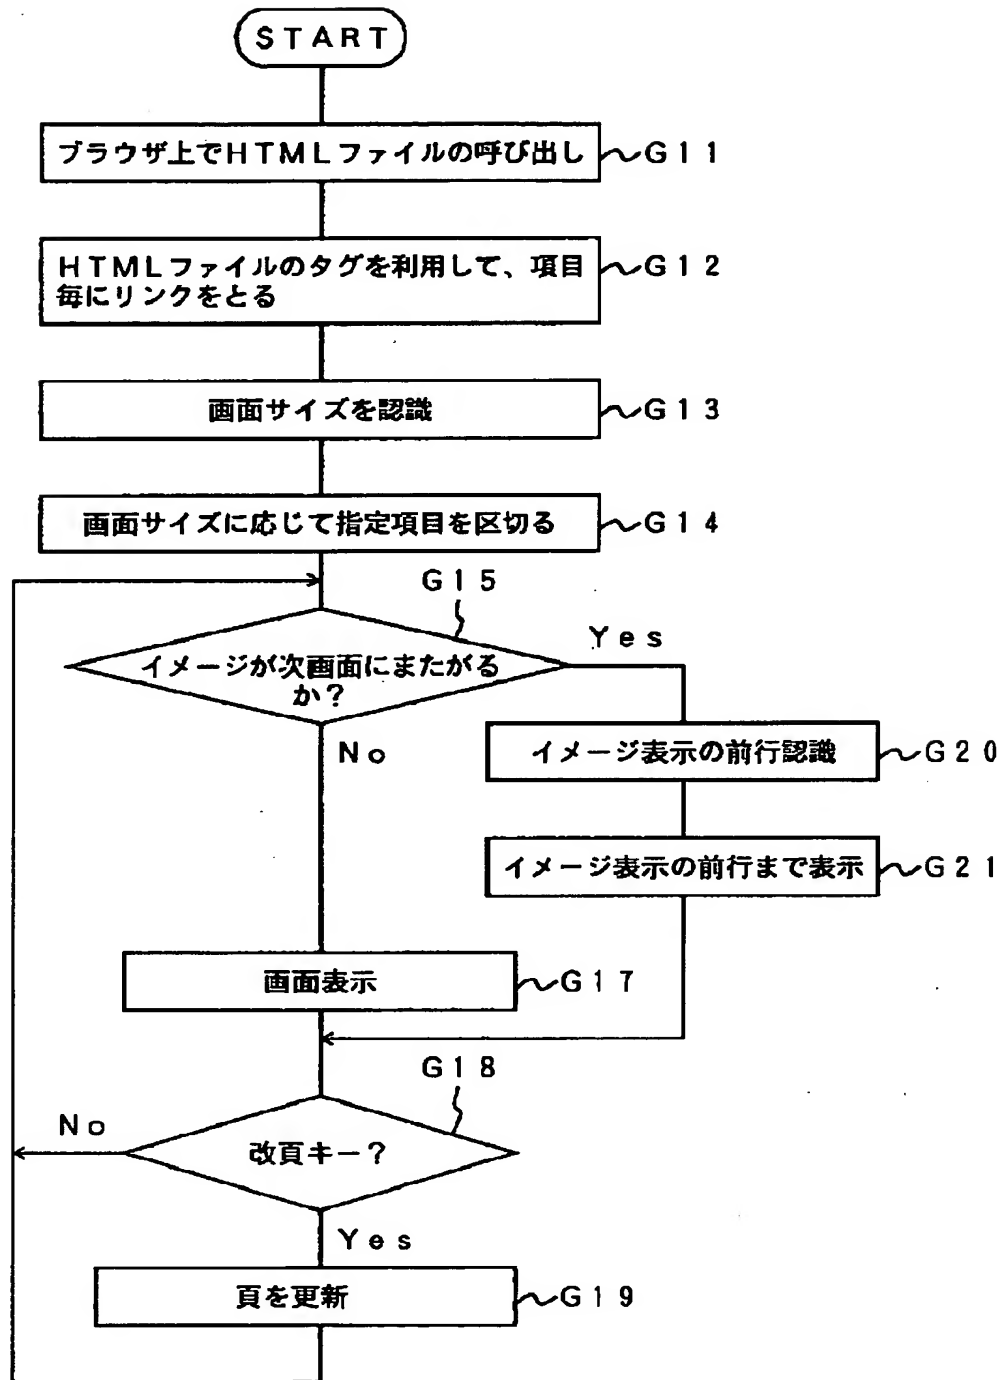 START
ブラウザ上でHTMLファイルの呼び出し
G11
HTMLファイルのタグを利用して、項目
毎にリンクをとる
G12
画面サイズを認識
G13
画面サイズに応じて指定項目を区切る
G14
G15
イメージが次画面にまたがる
か?
Yes
No
イメージ表示の前行認識
G20
イメージ表示の前行まで表示
G21
画面表示
G17
G18
改頁キー?
No
Yes
頁を更新
G19